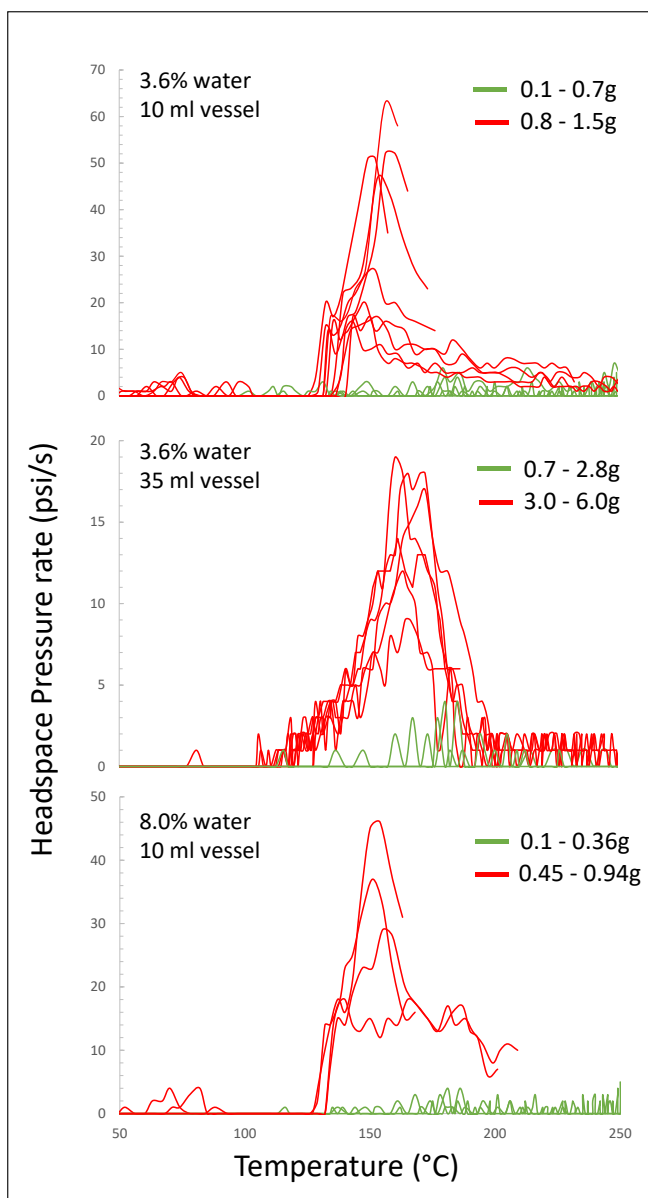 Headspace Pressure rate (psi/s)
3.6% water
10 ml vessel
0.1 - 0.7g
0.8 - 1.5g
70
60
50
40
30
20
10
0
3.6% water
35 ml vessel
0.7 - 2.8g
3.0 - 6.0g
20
15
10
5
0
8.0% water
10 ml vessel
0.1 - 0.36g
0.45 - 0.94g
50
40
30
20
10
0
50 100 150 200 250
Temperature (°C)